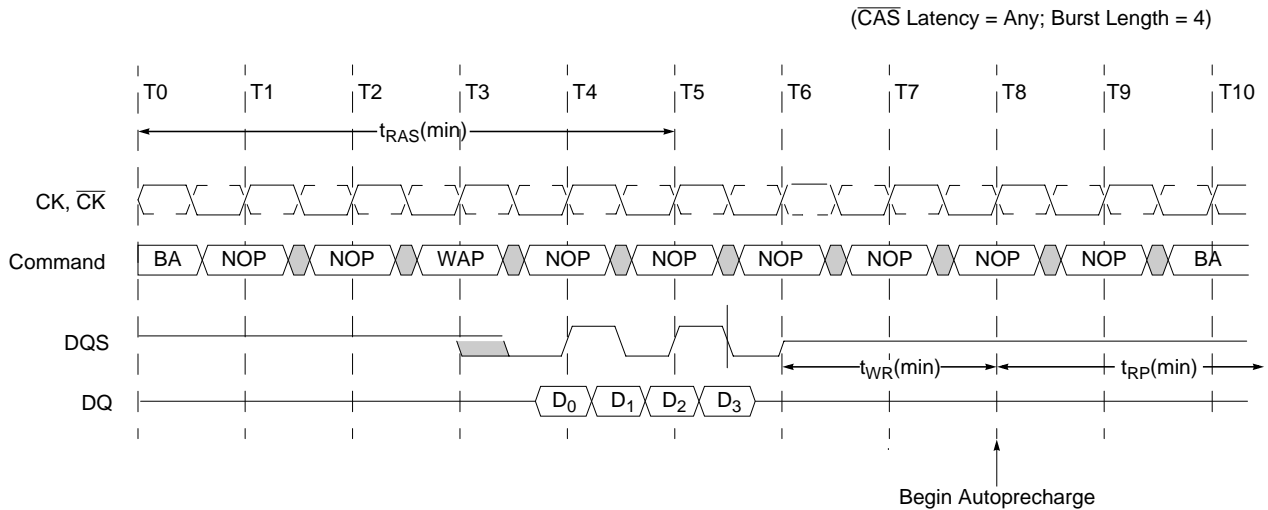 (C̅A̅S̅ Latency = Any; Burst Length = 4)
T0 T1 T2 T3 T4 T5 T6 T7 T8 T9 T10
tRAS(min)
CK, C̅K̅
Command BA NOP NOP WAP NOP NOP NOP NOP NOP NOP BA
DQS
tWR(min) tRP(min)
DQ D0 D1 D2 D3
Begin Autoprecharge